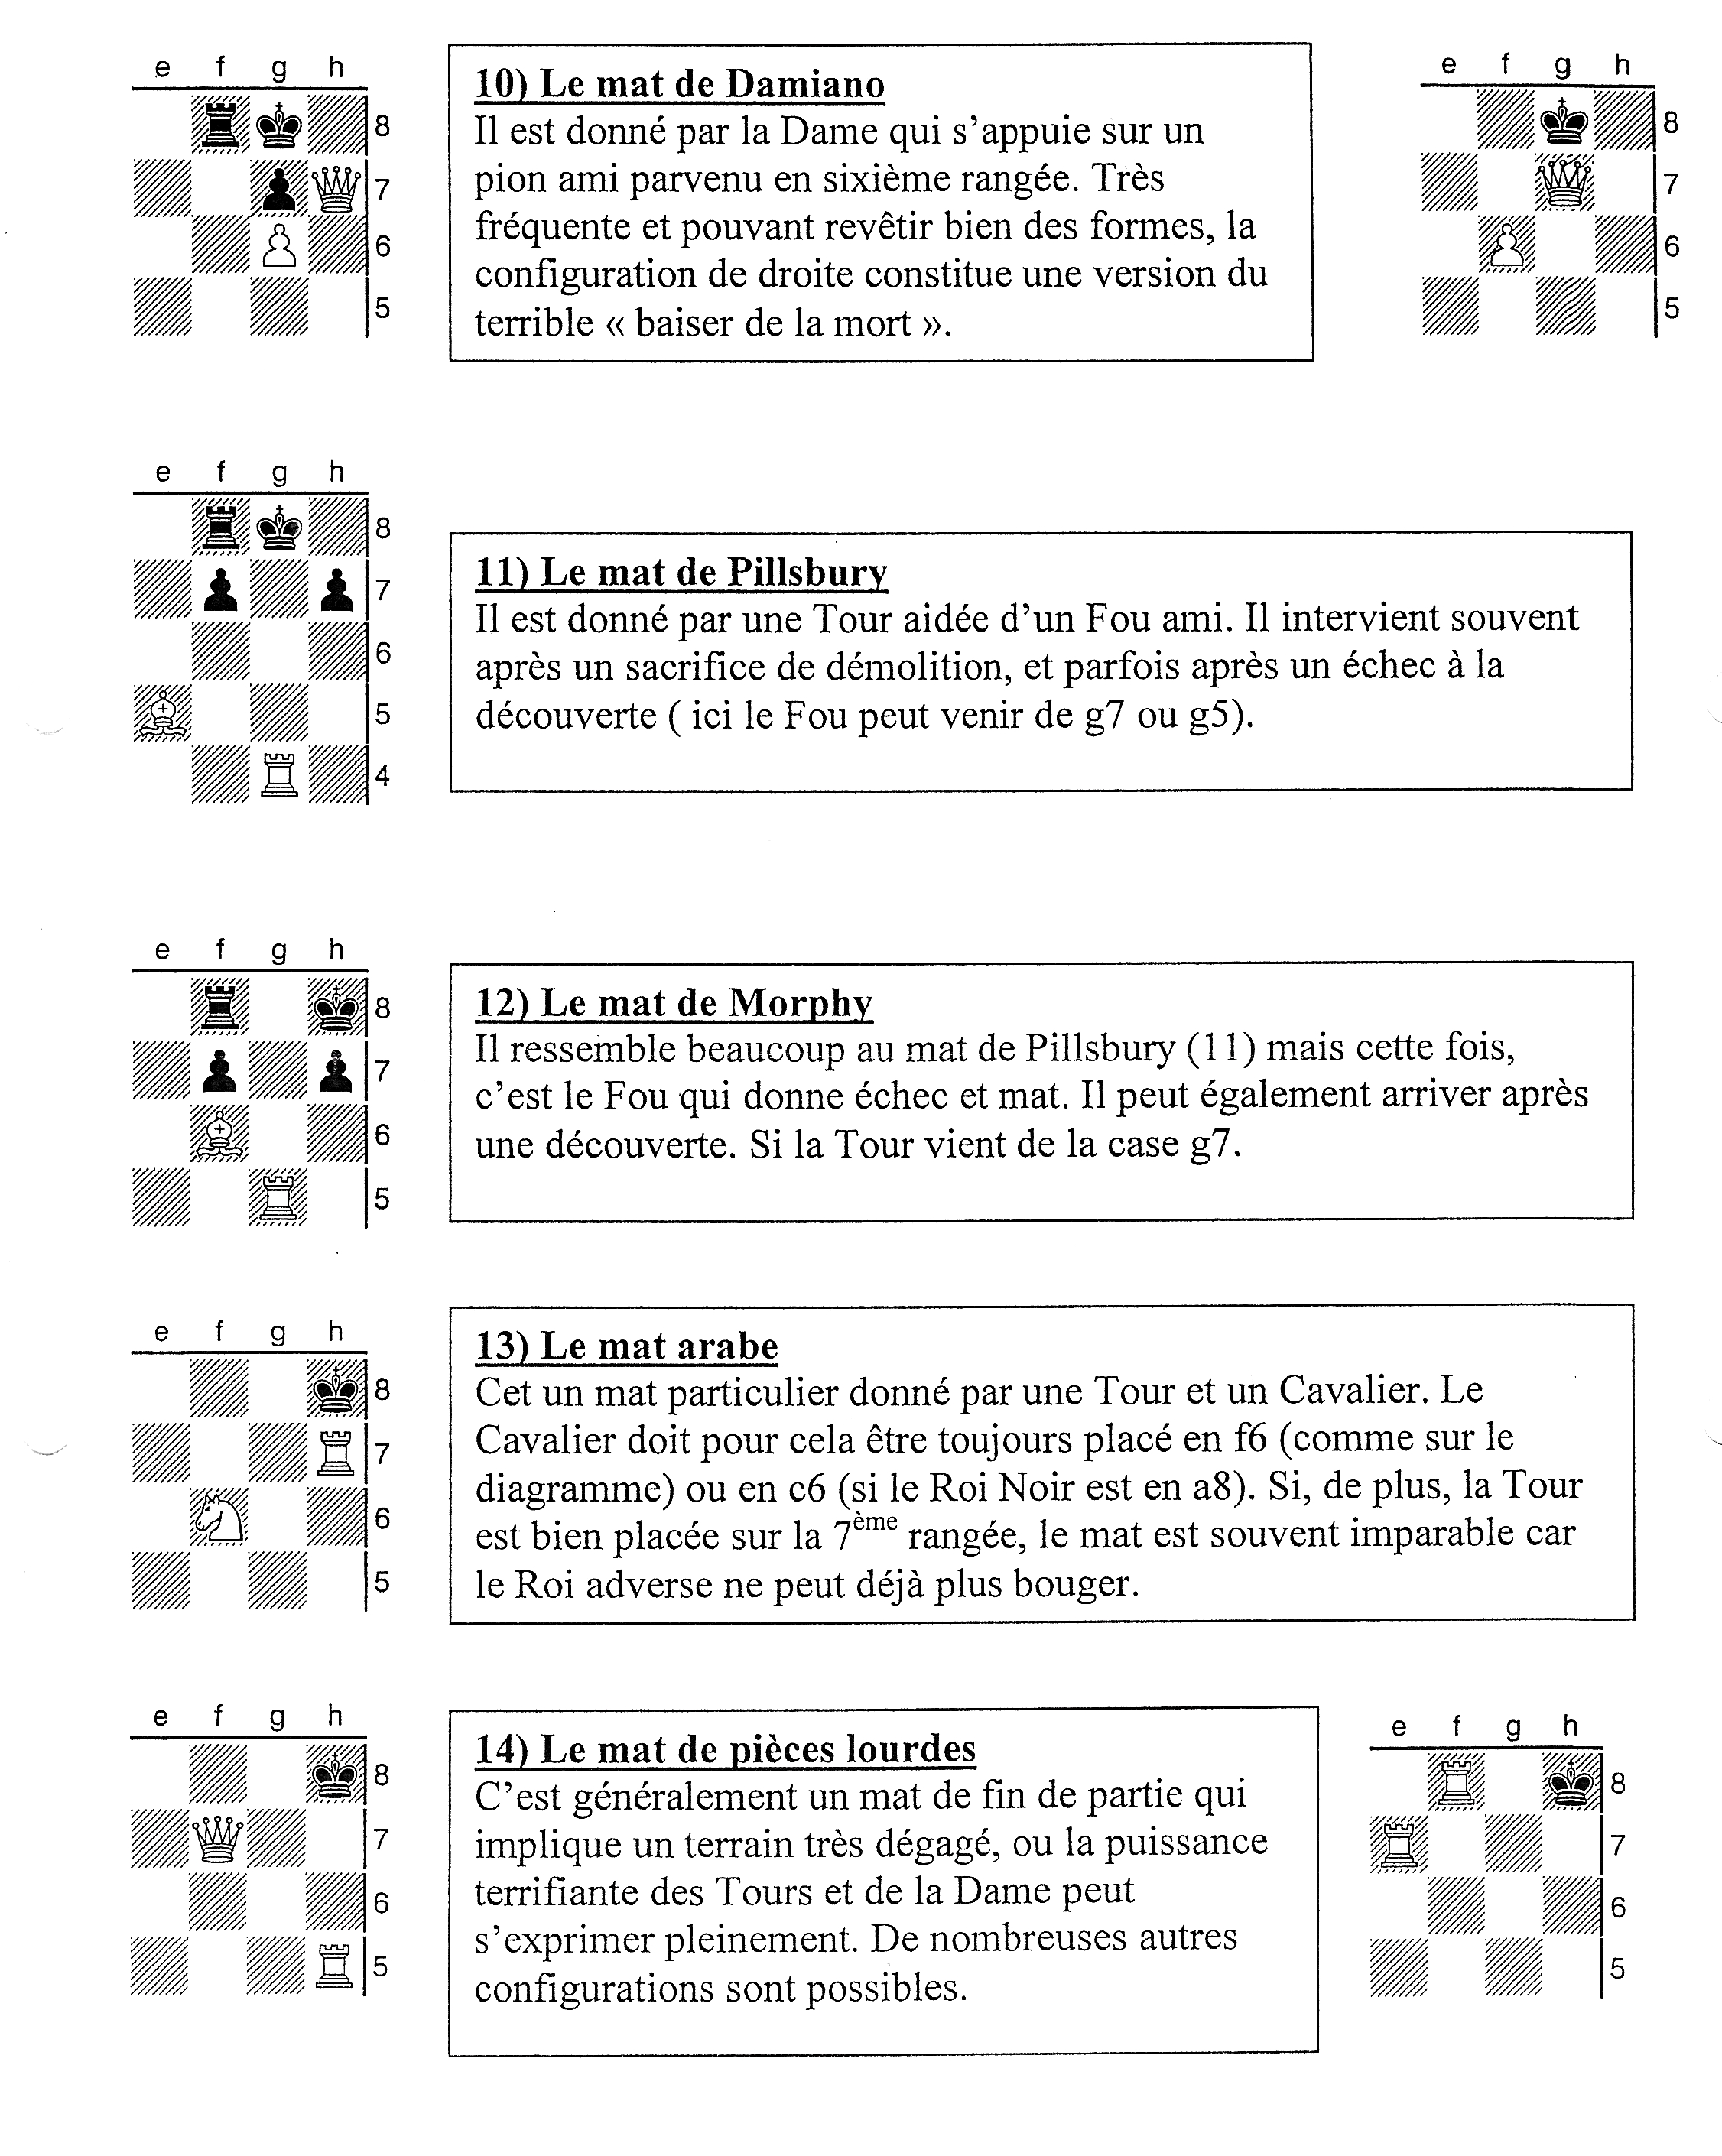 e f g h
8
7
6
5
10) Le mat de Damiano
Il est donné par la Dame qui s’appuie sur un
pion ami parvenu en sixième rangée. Très
fréquente et pouvant revêtir bien des formes, la
configuration de droite constitue une version du
terrible « baiser de la mort ».
e f g h
8
7
6
5
e f g h
8
7
6
5
4
11) Le mat de Pillsbury
Il est donné par une Tour aidée d’un Fou ami. Il intervient souvent
après un sacrifice de démolition, et parfois après un échec à la
découverte ( ici le Fou peut venir de g7 ou g5).
e f g h
8
7
6
5
12) Le mat de Morphy
Il ressemble beaucoup au mat de Pillsbury (11) mais cette fois,
c’est le Fou qui donne échec et mat. Il peut également arriver après
une découverte. Si la Tour vient de la case g7.
e f g h
8
7
6
5
13) Le mat arabe
Cet un mat particulier donné par une Tour et un Cavalier. Le
Cavalier doit pour cela être toujours placé en f6 (comme sur le
diagramme) ou en c6 (si le Roi Noir est en a8). Si, de plus, la Tour
est bien placée sur la 7ème rangée, le mat est souvent imparable car
le Roi adverse ne peut déjà plus bouger.
e f g h
8
7
6
5
14) Le mat de pièces lourdes
C’est généralement un mat de fin de partie qui
implique un terrain très dégagé, ou la puissance
terrifiante des Tours et de la Dame peut
s’exprimer pleinement. De nombreuses autres
configurations sont possibles.
e f g h
8
7
6
5